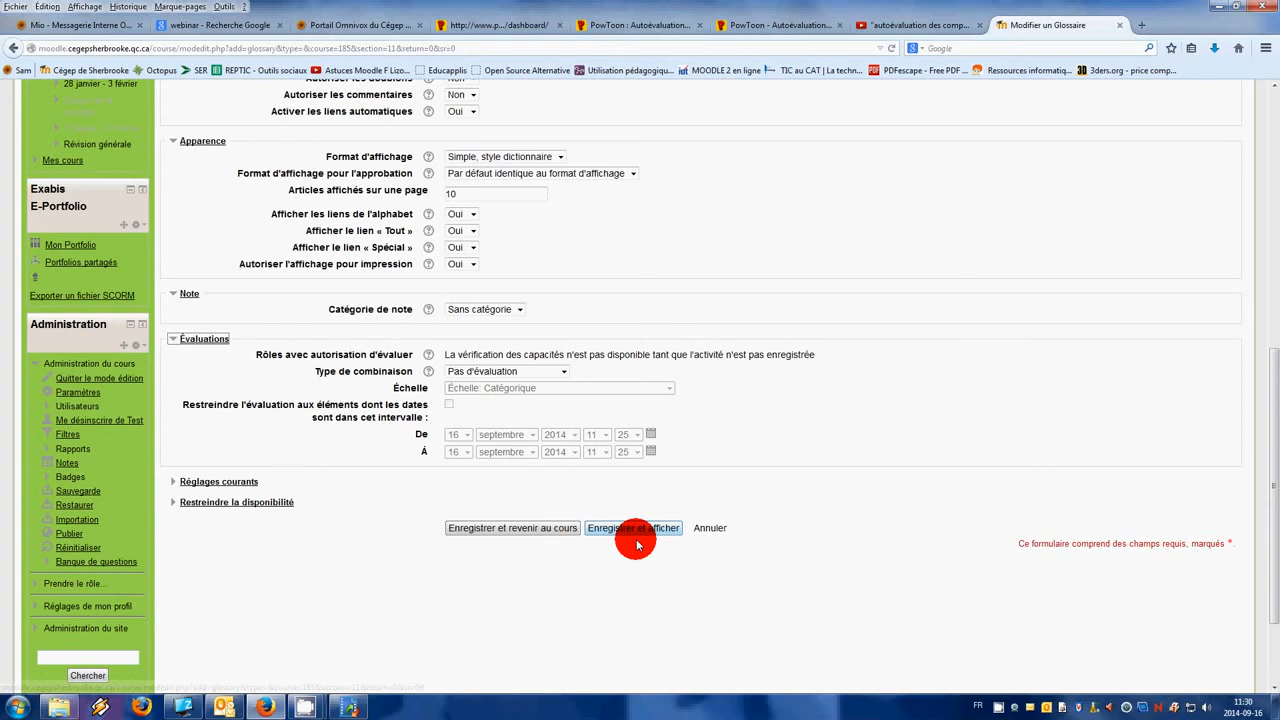 Fichier Édition Affichage Historique Marque-pages Outils ?
Mio - Messagerie Interne O... webinar - Recherche Google Portail Omnivox du Cégep ... http://www.p.../dashboard/ PowToon : Autoévaluation... PowToon - Autoévaluation... "autoévaluation des comp... Modifier un Glossaire
moodle.cegepsherbrooke.qc.ca/course/modedit.php?add=glossary&type=&course=185&section=11&return=0&sr=0 Google
Sam Cégep de Sherbrooke Octopus SER REPTIC - Outils sociaux Astuces Moodle F Lizo... Educapplis Open Source Alternative Utilisation pédagogiqu... MOODLE 2 en ligne TIC au CAT | La techn... PDFescape - Free PDF ... Ressources informatiq... 3ders.org - price comp...
28 janvier - 3 février
Révision générale
Mes cours
Exabis
E-Portfolio
Mon Portfolio
Portfolios partagés
Exporter un fichier SCORM
Administration
Administration du cours
Quitter le mode édition
Paramètres
Utilisateurs
Me désinscrire de Test
Filtres
Rapports
Notes
Badges
Sauvegarde
Restaurer
Importation
Publier
Réinitialiser
Banque de questions
Prendre le rôle...
Réglages de mon profil
Administration du site
Chercher
Autoriser les doublons Non
Autoriser les commentaires Non
Activer les liens automatiques Oui
Apparence
Format d'affichage Simple, style dictionnaire
Format d'affichage pour l'approbation Par défaut identique au format d'affichage
Articles affichés sur une page 10
Afficher les liens de l'alphabet Oui
Afficher le lien « Tout » Oui
Afficher le lien « Spécial » Oui
Autoriser l'affichage pour impression Oui
Note
Catégorie de note Sans catégorie
Évaluations
Rôles avec autorisation d'évaluer La vérification des capacités n'est pas disponible tant que l'activité n'est pas enregistrée
Type de combinaison Pas d'évaluation
Échelle Échelle: Catégorique
Restreindre l'évaluation aux éléments dont les dates
sont dans cet intervalle :
De 16 septembre 2014 11 25
À 16 septembre 2014 11 25
Réglages courants
Restreindre la disponibilité
Enregistrer et revenir au cours Enregistrer et afficher Annuler
Ce formulaire comprend des champs requis, marqués *.
FR 11:30
2014-09-16